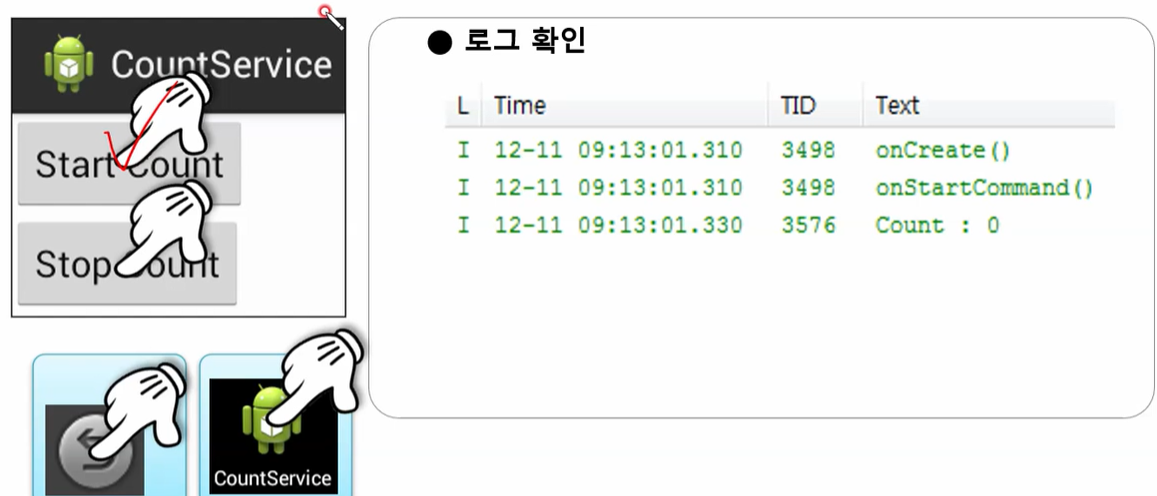 CountService
Start Count
Stop Count
CountService
● 로그 확인
L Time TID Text
I 12-11 09:13:01.310 3498 onCreate()
I 12-11 09:13:01.310 3498 onStartCommand()
I 12-11 09:13:01.330 3576 Count : 0